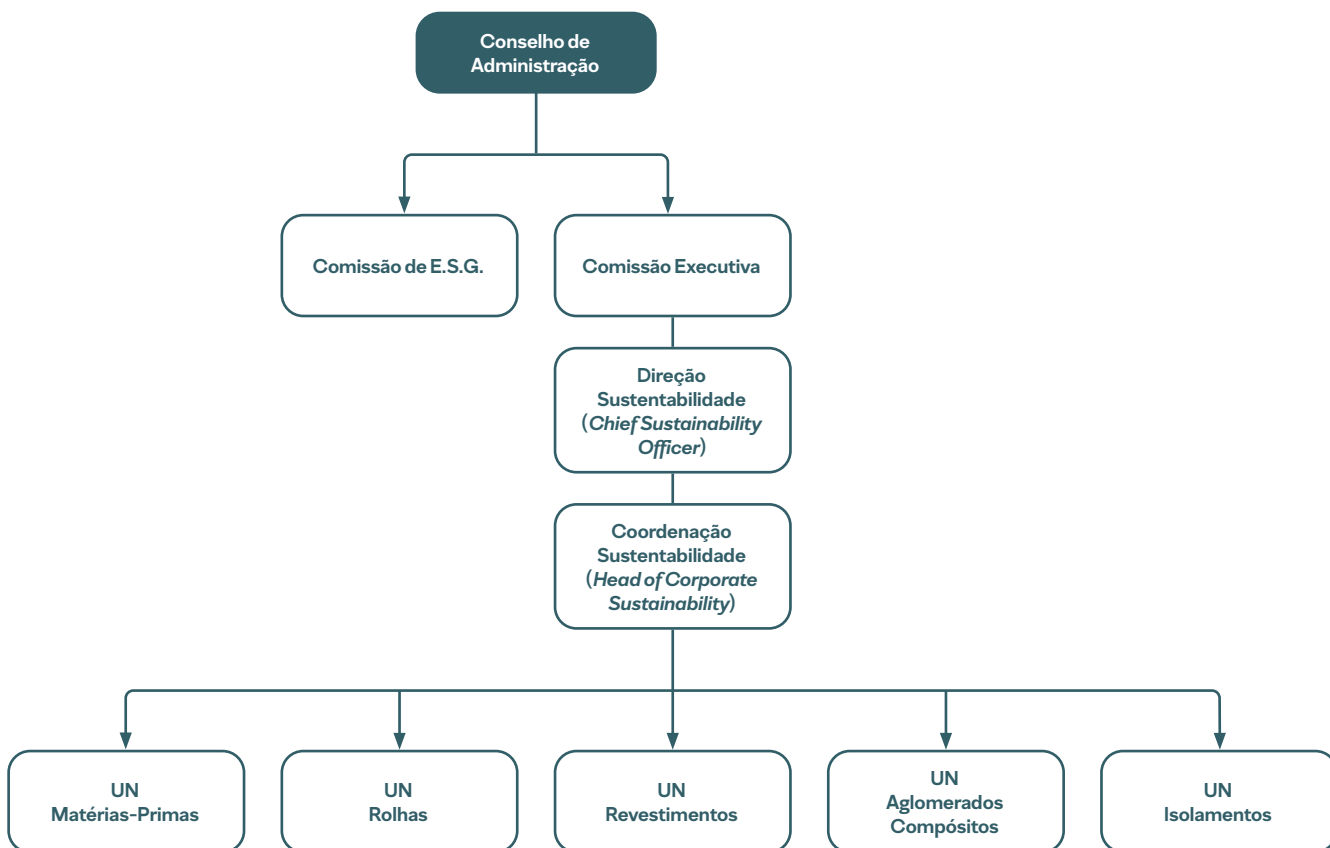 Conselho de
Administração
Comissão de E.S.G.
Comissão Executiva
Direção
Sustentabilidade
(Chief Sustainability
Officer)
Coordenação
Sustentabilidade
(Head of Corporate
Sustainability)
UN
Matérias-Primas
UN
Rolhas
UN
Revestimentos
UN
Aglomerados
Compósitos
UN
Isolamentos